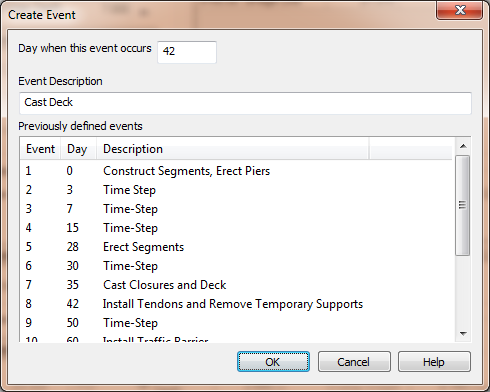 Create Event
Day when this event occurs 42
Event Description
Cast Deck
Previously defined events
Event Day Description
1 0 Construct Segments, Erect Piers
2 3 Time Step
3 7 Time-Step
4 15 Time-Step
5 28 Erect Segments
6 30 Time-Step
7 35 Cast Closures and Deck
8 42 Install Tendons and Remove Temporary Supports
9 50 Time-Step
10 60 Install Traffic Barrier
OK Cancel Help